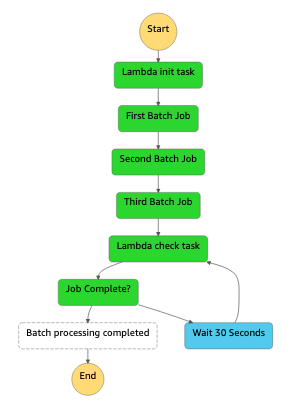 Start
Lambda init task
First Batch Job
Second Batch Job
Third Batch Job
Lambda check task
Job Complete?
Batch processing completed
Wait 30 Seconds
End